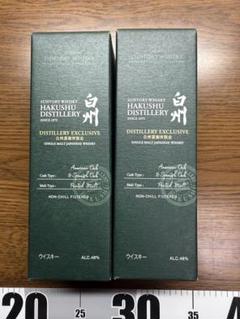 SUNTORY WHISKY
HAKUSHU
DISTILLERY
SINCE 1973
白州
DISTILLERY EXCLUSIVE
白州蒸溜所限定
SINGLE MALT JAPANESE WHISKY
Cask Type : American Oak
& Spanish Oak
Malt Type : Peated Malt
NON-CHILL FILTERED
ウイスキー
ALC.48%
SUNTORY WHISKY
HAKUSHU
DISTILLERY
SINCE 1973
白州
DISTILLERY EXCLUSIVE
白州蒸溜所限定
SINGLE MALT JAPANESE WHISKY
Cask Type : American Oak
& Spanish Oak
Malt Type : Peated Malt
NON-CHILL FILTERED
ウイスキー
ALC.48%
20
25
30
35